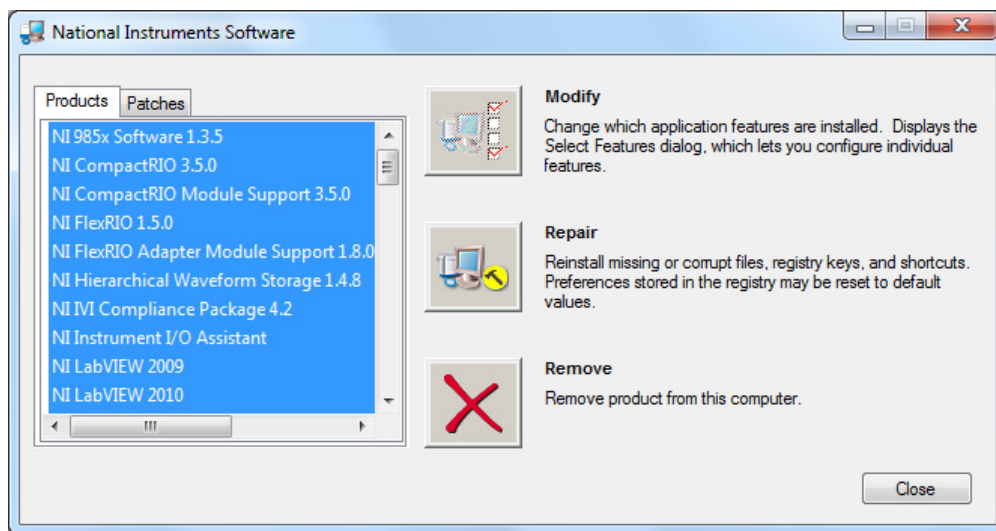 National Instruments Software
Products
Patches
NI 985x Software 1.3.5
NI CompactRIO 3.5.0
NI CompactRIO Module Support 3.5.0
NI FlexRIO 1.5.0
NI FlexRIO Adapter Module Support 1.8.0
NI Hierarchical Waveform Storage 1.4.8
NI IVI Compliance Package 4.2
NI Instrument I/O Assistant
NI LabVIEW 2009
NI LabVIEW 2010
Modify
Change which application features are installed.  Displays the
Select Features dialog, which lets you configure individual
features.
Repair
Reinstall missing or corrupt files, registry keys, and shortcuts.
Preferences stored in the registry may be reset to default
values.
Remove
Remove product from this computer.
Close